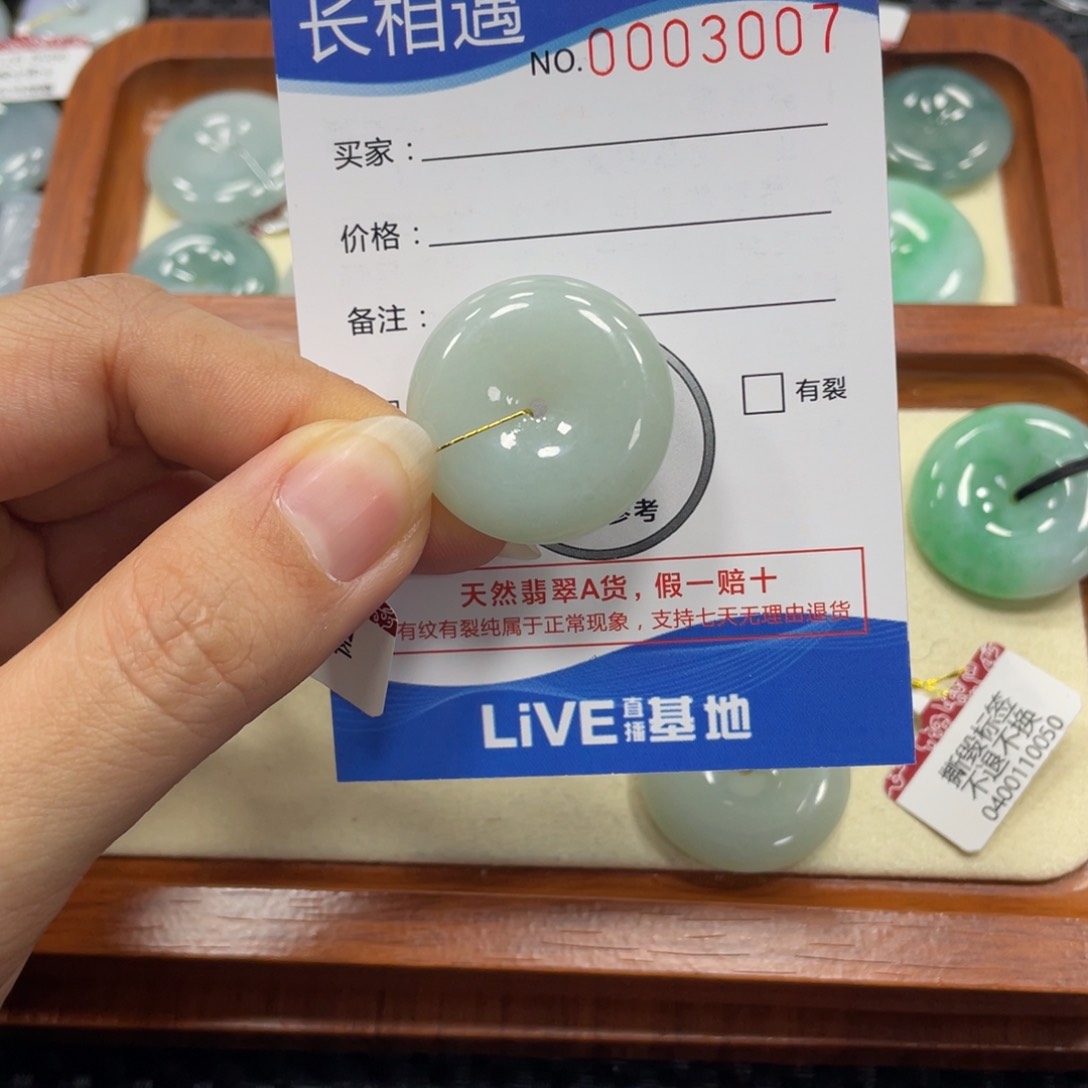 长相遇
NO.0003007
买家：
价格：
备注：
有裂
参考
天然翡翠A货，假一赔十
有纹有裂纯属于正常现象，支持七天无理由退货
LiVE直播基地
撕毁标签
不退不换
0400110050